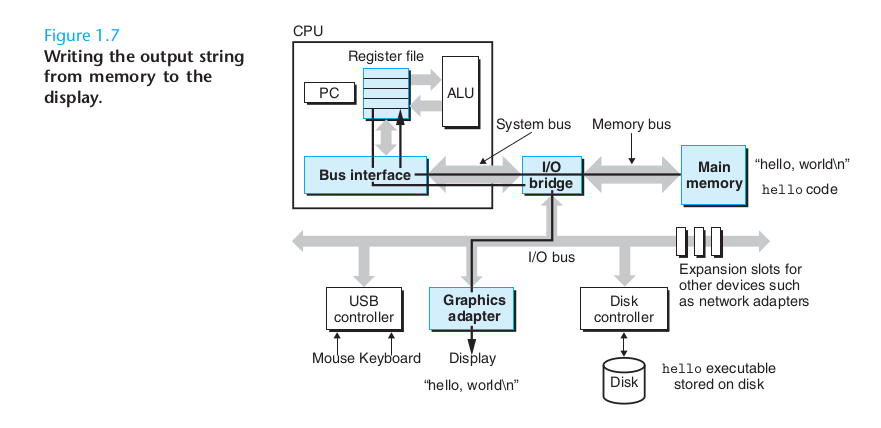 Figure 1.7
Writing the output string
from memory to the
display.
CPU
Register file
PC
ALU
System bus
Memory bus
Bus interface
I/O
bridge
Main
memory
“hello, world\n”
hello code
I/O bus
Expansion slots for
other devices such
as network adapters
USB
controller
Graphics
adapter
Disk
controller
Mouse Keyboard
Display
“hello, world\n”
Disk
hello executable
stored on disk